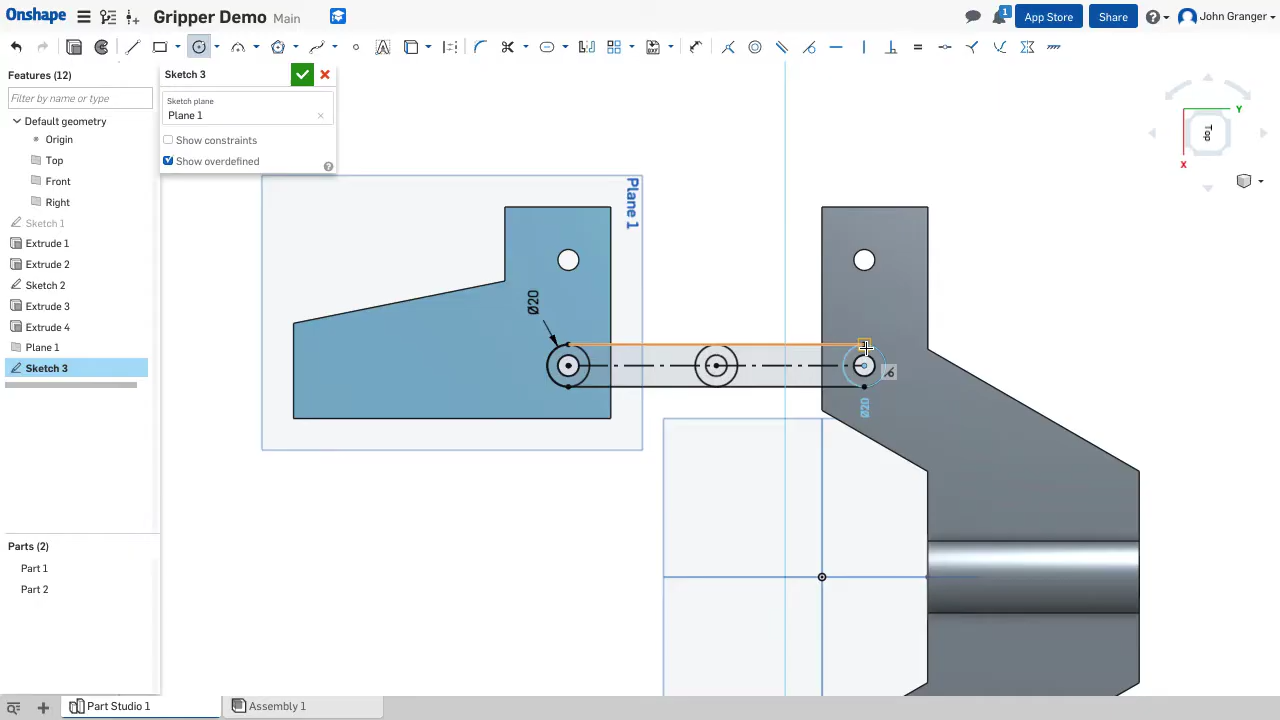 Onshape
Gripper Demo Main
1
App Store
Share
John Granger
Features (12)
Filter by name or type
Default geometry
Origin
Top
Front
Right
Sketch 1
Extrude 1
Extrude 2
Sketch 2
Extrude 3
Extrude 4
Plane 1
Sketch 3
Parts (2)
Part 1
Part 2
Sketch 3
Sketch plane
Plane 1
Show constraints
Show overdefined
Plane 1
Ø20
Ø20
Top
Y
X
Part Studio 1
Assembly 1